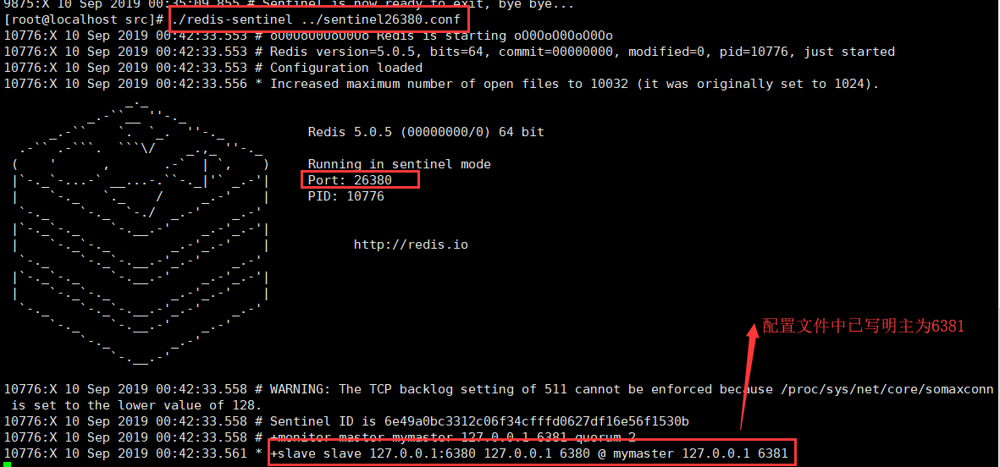 9875:X 10 Sep 2019 00:35:09.855 # Sentinel is now ready to exit, bye bye...
[root@localhost src]# ./redis-sentinel ../sentinel26380.conf
10776:X 10 Sep 2019 00:42:33.553 # oO0OoO0OoO0Oo Redis is starting oO0OoO0OoO0Oo
10776:X 10 Sep 2019 00:42:33.553 # Redis version=5.0.5, bits=64, commit=00000000, modified=0, pid=10776, just started
10776:X 10 Sep 2019 00:42:33.553 # Configuration loaded
10776:X 10 Sep 2019 00:42:33.556 * Increased maximum number of open files to 10032 (it was originally set to 1024).
Redis 5.0.5 (00000000/0) 64 bit
Running in sentinel mode
Port: 26380
PID: 10776
http://redis.io
配置文件中已写明主为6381
10776:X 10 Sep 2019 00:42:33.558 # WARNING: The TCP backlog setting of 511 cannot be enforced because /proc/sys/net/core/somaxconn
is set to the lower value of 128.
10776:X 10 Sep 2019 00:42:33.558 # Sentinel ID is 6e49a0bc3312c06f34cfffd0627df16e56f1530b
10776:X 10 Sep 2019 00:42:33.558 # +monitor master mymaster 127.0.0.1 6381 quorum 2
10776:X 10 Sep 2019 00:42:33.561 * +slave slave 127.0.0.1:6380 127.0.0.1 6380 @ mymaster 127.0.0.1 6381